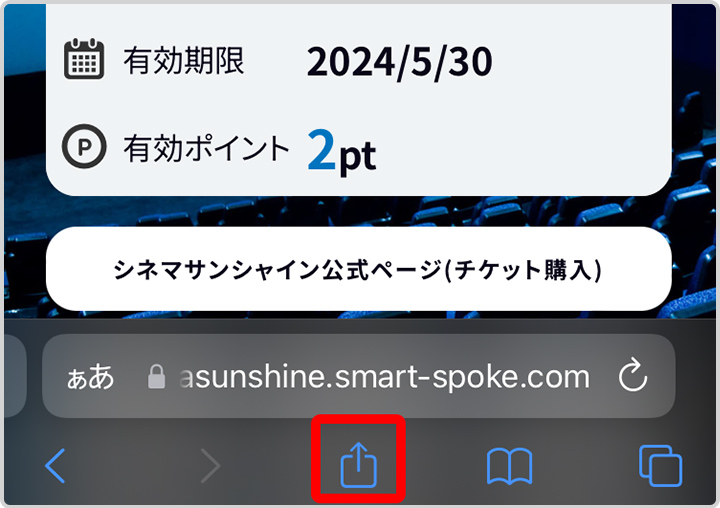 有効期限 2024/5/30
P 有効ポイント 2pt
シネマサンシャイン公式ページ(チケット購入)
ぁあ asunshine.smart-spoke.com